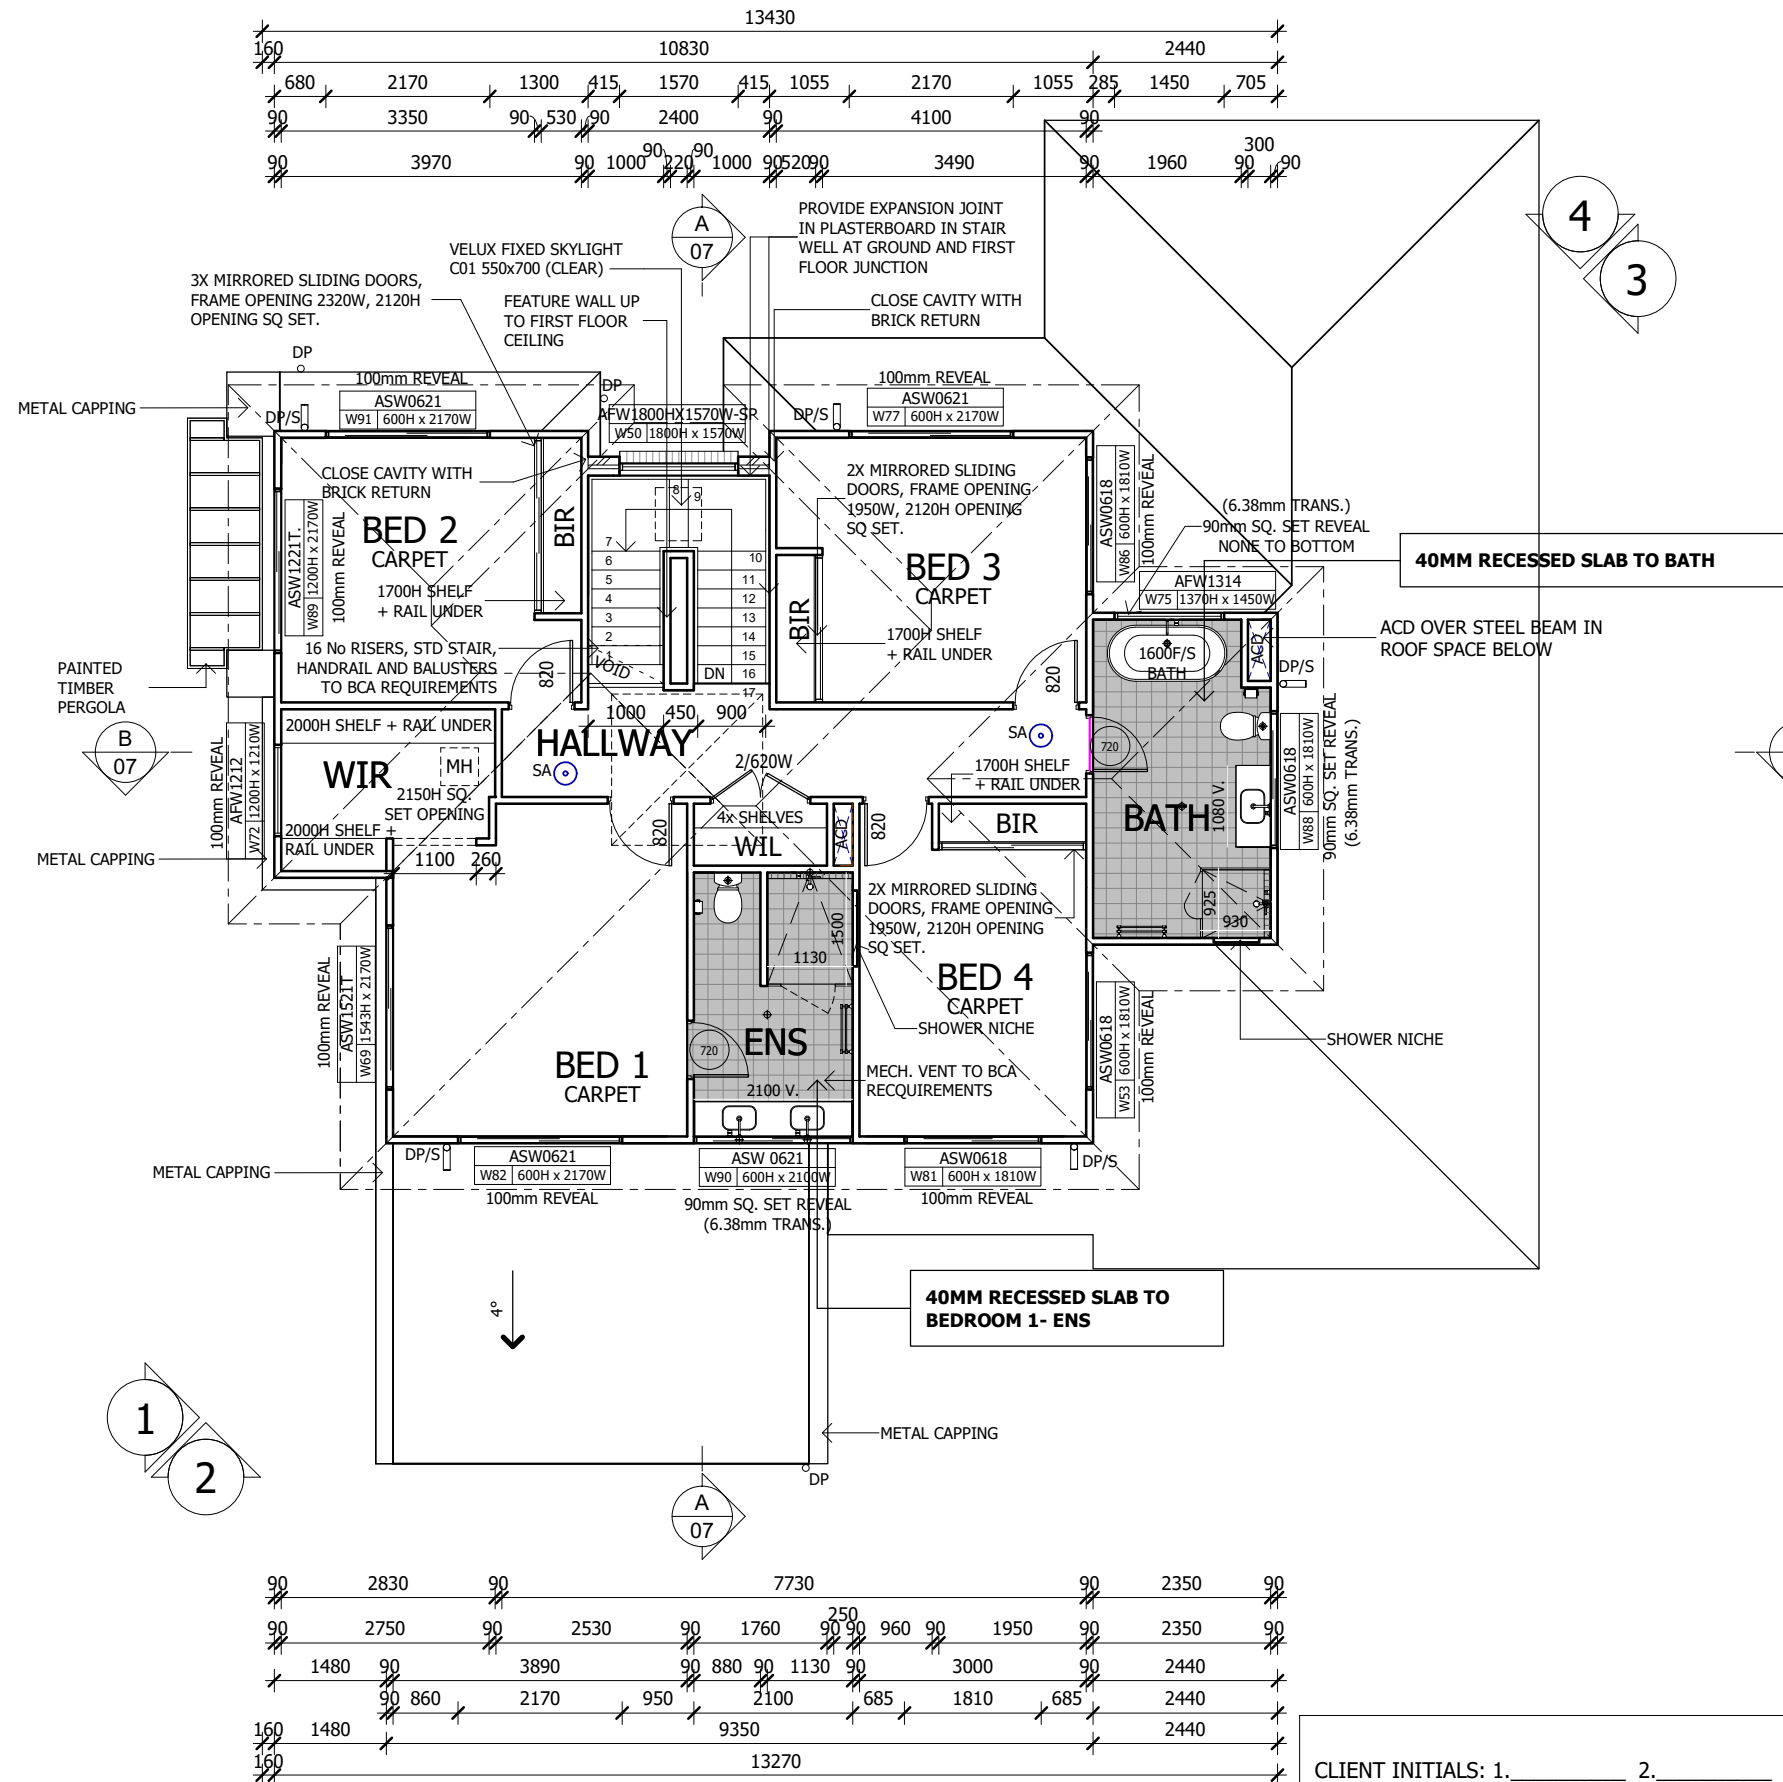 13430
160 10830 2440
680 2170 1300 415 1570 415 1055 2170 1055 285 1450 705
90 3350 90 530 90 2400 90 4100 90
300
90 90
90 3970 90 1000 220 1000 90 520 90 3490 90 1960 90 90
A
07
PROVIDE EXPANSION JOINT
IN PLASTERBOARD IN STAIR
WELL AT GROUND AND FIRST
FLOOR JUNCTION
4
3
VELUX FIXED SKYLIGHT
C01 550x700 (CLEAR)
3X MIRRORED SLIDING DOORS,
FRAME OPENING 2320W, 2120H
OPENING SQ SET.
FEATURE WALL UP
TO FIRST FLOOR
CEILING
CLOSE CAVITY WITH
BRICK RETURN
DP
100mm REVEAL
ASW0621
W91 600H x 2170W
DP/S
METAL CAPPING
DP
AFW1800HX1570W-SR
W50 1800H x 1570W
100mm REVEAL
ASW0621
W77 600H x 2170W
DP/S
CLOSE CAVITY WITH
BRICK RETURN
ASW1221T.
W89 1200H x 2170W
100mm REVEAL
BED 2
CARPET
BIR
1700H SHELF
+ RAIL UNDER
16 No RISERS, STD STAIR,
HANDRAIL AND BALUSTERS
TO BCA REQUIREMENTS
8 9
7
6
5
4
3
2
1
10
11
12
13
14
15
16
17
VOID
DN
820
2X MIRRORED SLIDING
DOORS, FRAME OPENING
1950W, 2120H OPENING
SQ SET.
BED 3
CARPET
BIR
1700H SHELF
+ RAIL UNDER
820
ASW0618
W86 600H x 1810W
100mm REVEAL
(6.38mm TRANS.)
90mm SQ. SET REVEAL
NONE TO BOTTOM
AFW1314
W75 1370H x 1450W
40MM RECESSED SLAB TO BATH
1600F/S
BATH
ACD
ACD OVER STEEL BEAM IN
ROOF SPACE BELOW
DP/S
PAINTED
TIMBER
PERGOLA
B
07
2000H SHELF + RAIL UNDER
WIR
MH
2150H SQ.
SET OPENING
2000H SHELF +
RAIL UNDER
1100 260
100mm REVEAL
AFW1212
W72 1200H x 1210W
METAL CAPPING
1000 450 900
HALLWAY
SA
2/620W
SA
720
1700H SHELF
+ RAIL UNDER
820
4x SHELVES
WIL
ACD
820
BIR
BATH
1080 V.
925
930
ASW0618
W88 600H x 1810W
90mm SQ. SET REVEAL
(6.38mm TRANS.)
2X MIRRORED SLIDING
DOORS, FRAME OPENING
1950W, 2120H OPENING
SQ SET.
1500
1130
BED 4
CARPET
SHOWER NICHE
SHOWER NICHE
100mm REVEAL
ASW1521T
W69 1543H x 2170W
BED 1
CARPET
ENS
720
2100 V.
MECH. VENT TO BCA
RECQUIREMENTS
ASW0618
W53 600H x 1810W
100mm REVEAL
METAL CAPPING
DP/S
ASW0621
W82 600H x 2170W
100mm REVEAL
ASW 0621
W90 600H x 2100W
90mm SQ. SET REVEAL
(6.38mm TRANS.)
ASW0618
W81 600H x 1810W
100mm REVEAL
DP/S
40MM RECESSED SLAB TO
BEDROOM 1- ENS
4°
1
2
METAL CAPPING
DP
A
07
90 2830 90 7730 90 2350 90
250
90 2750 90 2530 90 1760 90 90 960 90 1950 90 2350 90
1480 90 3890 90 880 90 1130 90 3000 90 2440
90 860 2170 950 2100 685 1810 685 2440
160 1480 9350 2440
160 13270
CLIENT INITIALS: 1.____________ 2.____________